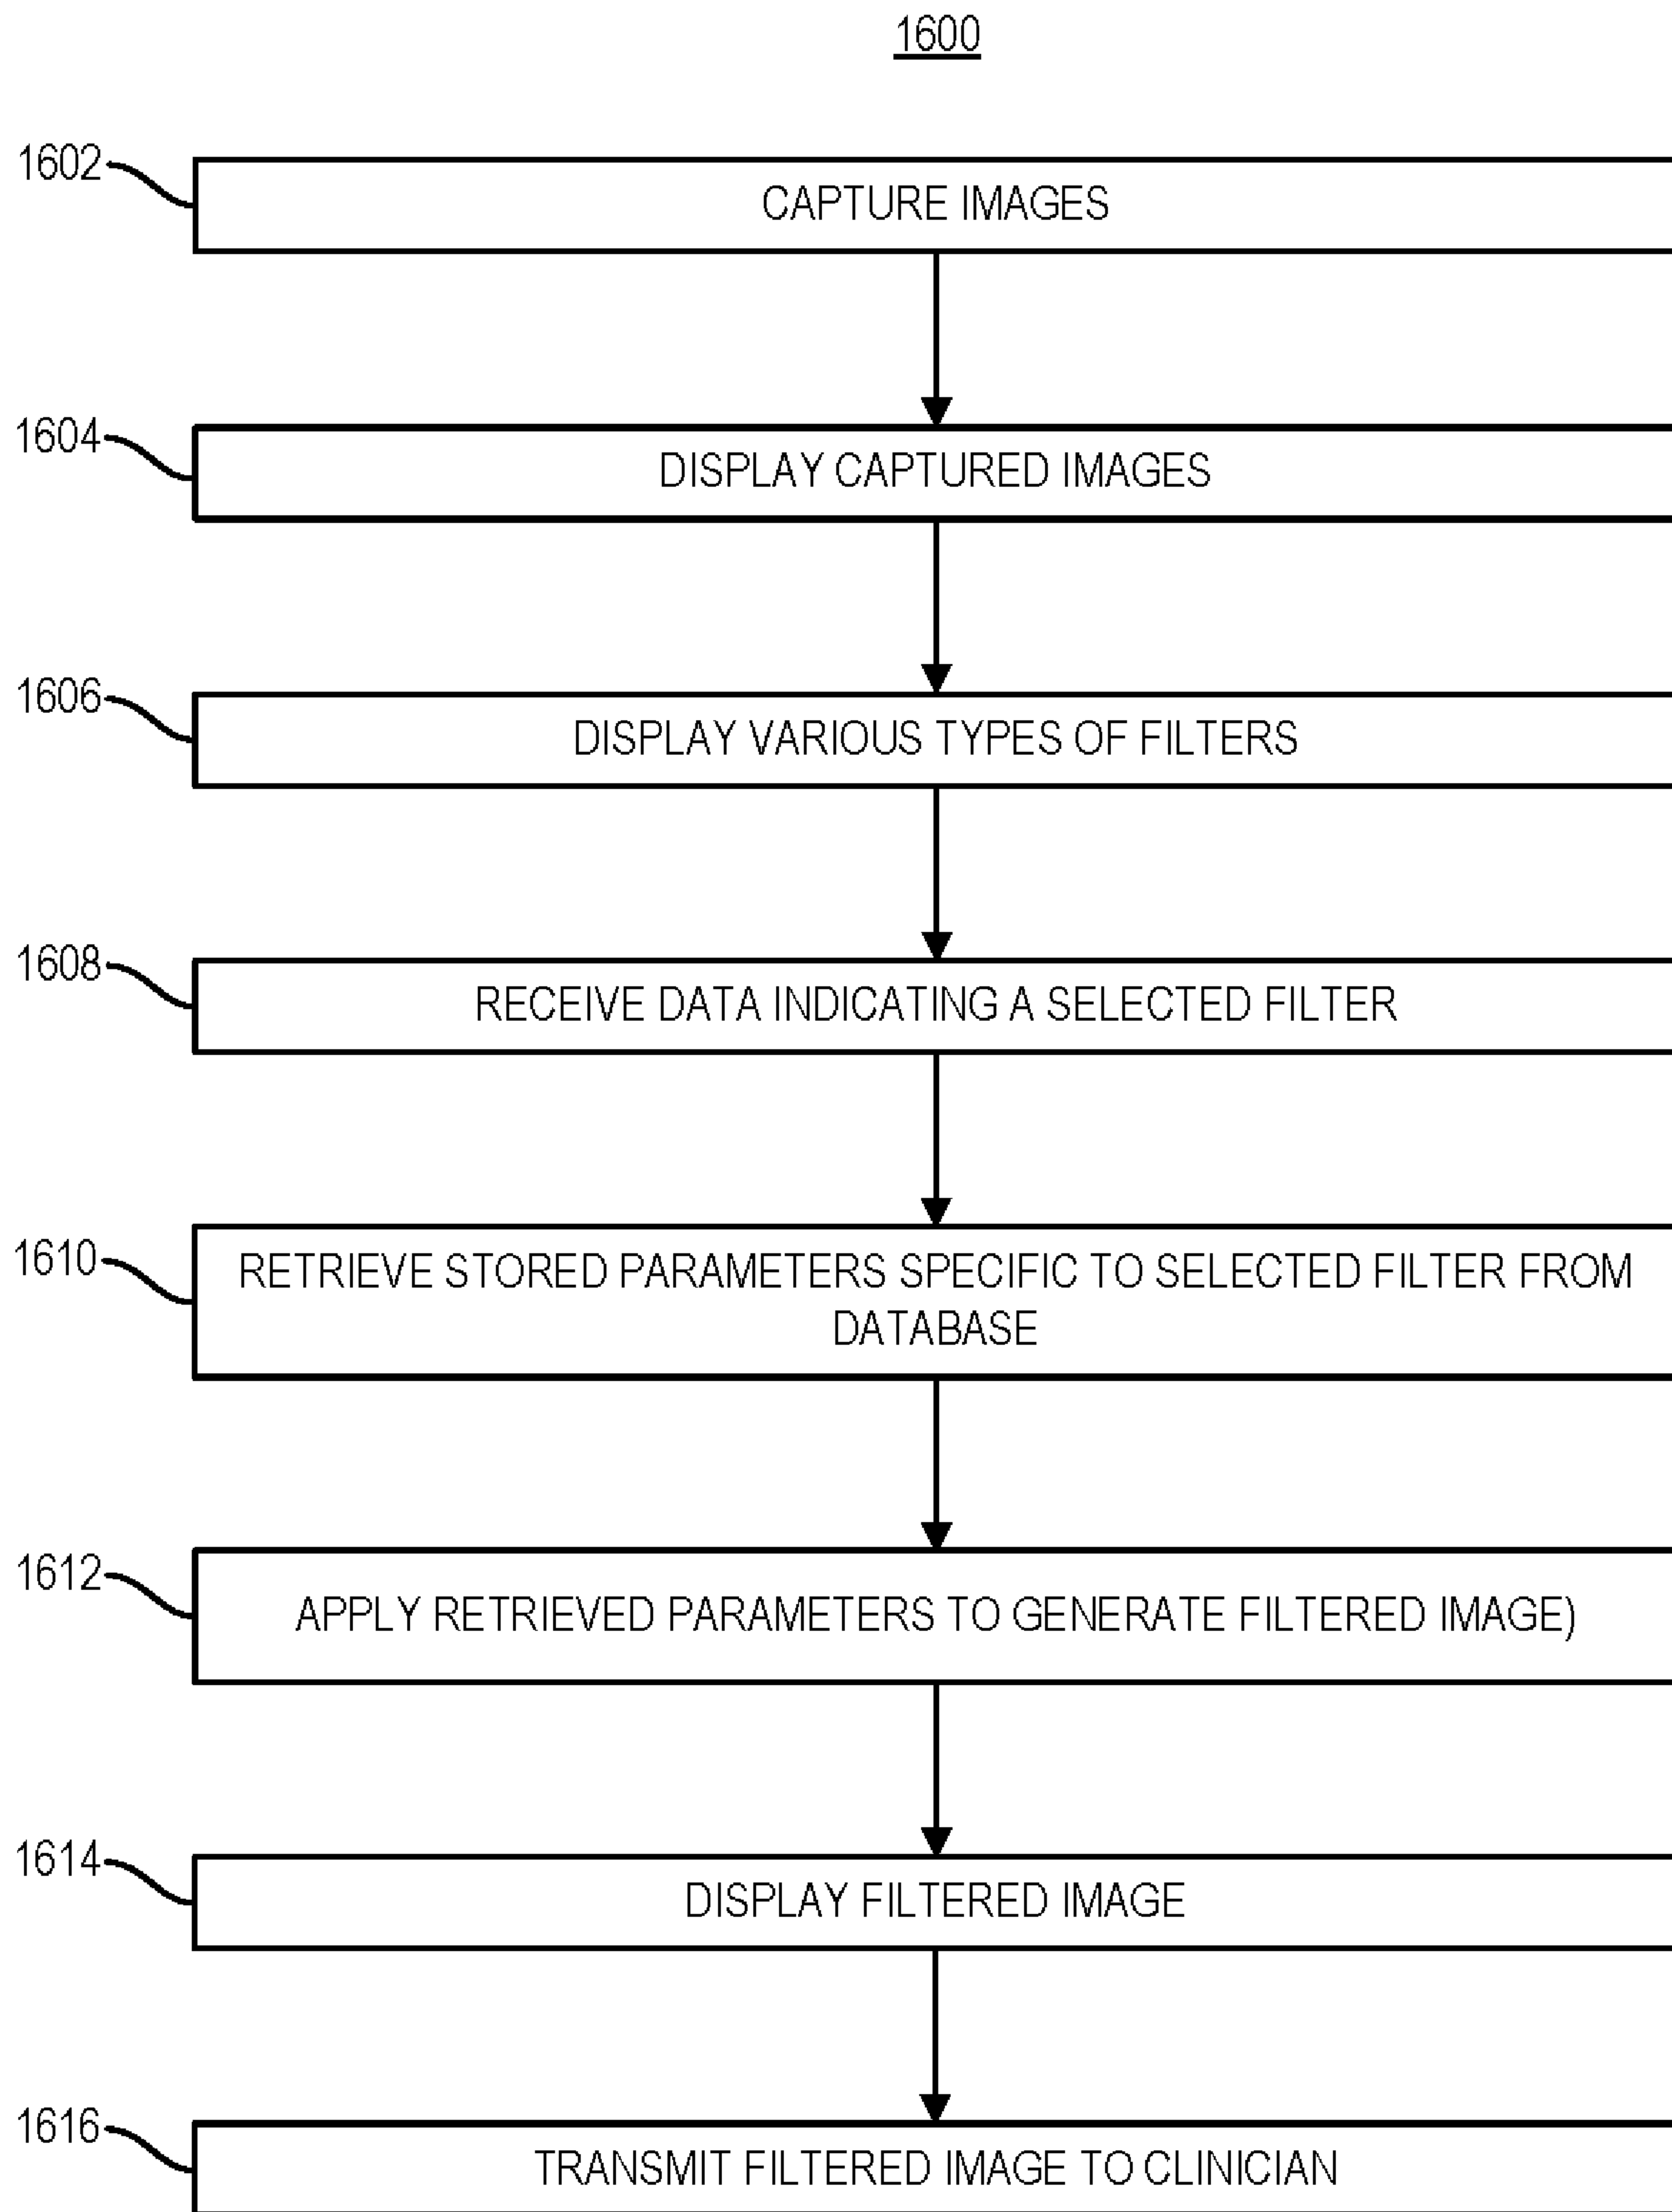 1600
1602
CAPTURE IMAGES
1604
DISPLAY CAPTURED IMAGES
1606
DISPLAY VARIOUS TYPES OF FILTERS
1608
RECEIVE DATA INDICATING A SELECTED FILTER
1610
RETRIEVE STORED PARAMETERS SPECIFIC TO SELECTED FILTER FROM
DATABASE
1612
APPLY RETRIEVED PARAMETERS TO GENERATE FILTERED IMAGE)
1614
DISPLAY FILTERED IMAGE
1616
TRANSMIT FILTERED IMAGE TO CLINICIAN